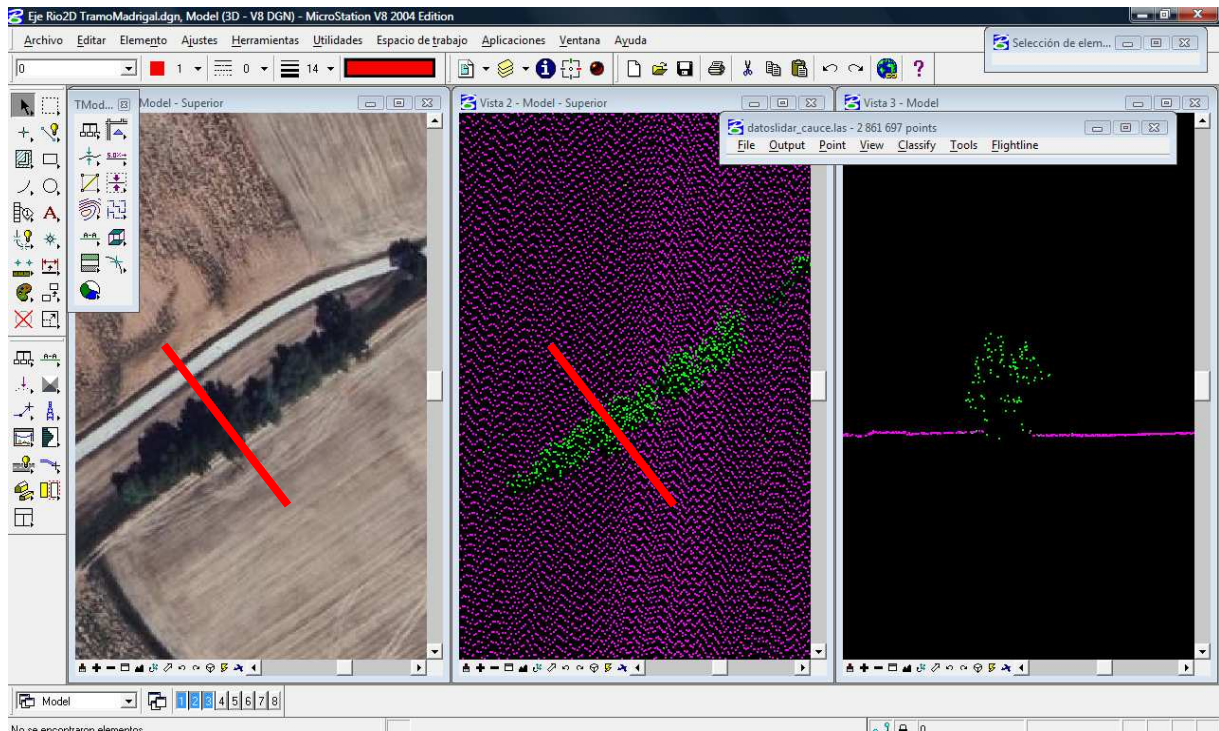 Eje Rio2D TramoMadrigal.dgn, Model (3D - V8 DGN) - MicroStation V8 2004 Edition
Archivo Editar Elemento Ajustes Herramientas Utilidades Espacio de trabajo Aplicaciones Ventana Ayuda
Selección de elem...
0 1 0 14
TMod... Model - Superior
Vista 2 - Model - Superior
Vista 3 - Model
datoslidar_cauce.las - 2 861 697 points
File Output Point View Classify Tools Flightline
Model 1 2 3 4 5 6 7 8
No se encontraron elementos
0